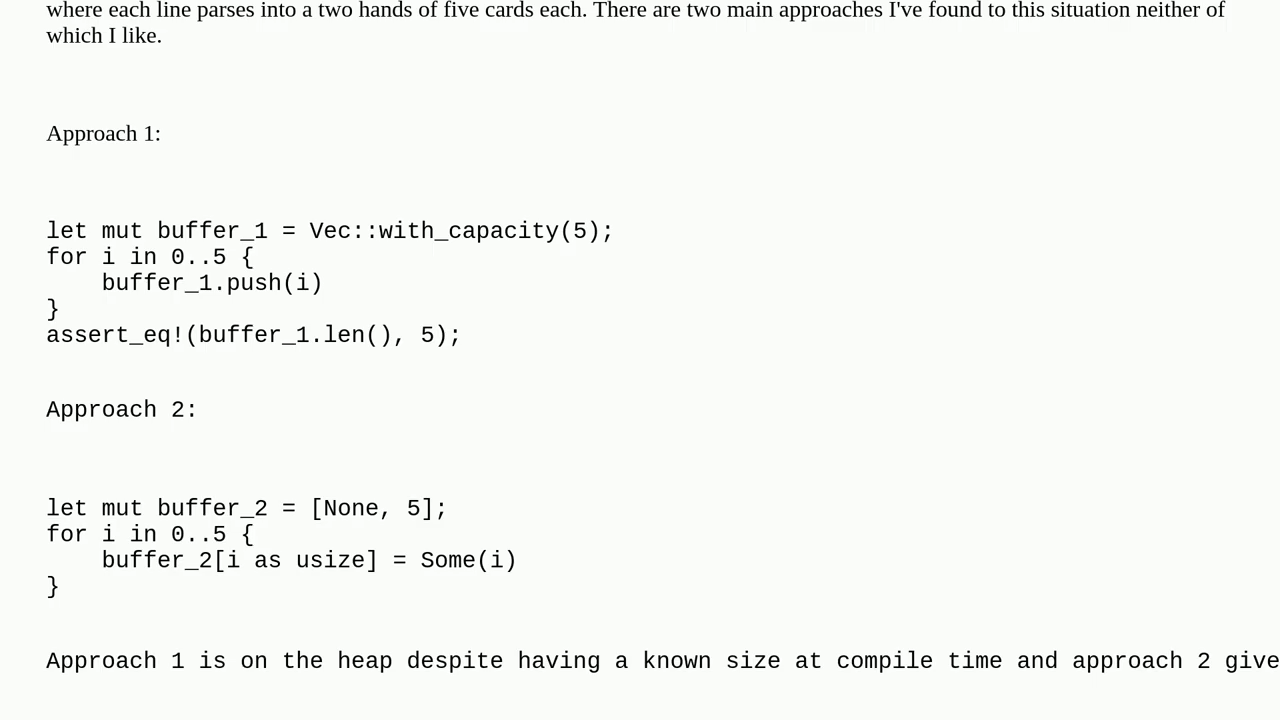 where each line parses into a two hands of five cards each. There are two main approaches I've found to this situation neither of
which I like.
Approach 1:
let mut buffer_1 = Vec::with_capacity(5);
for i in 0..5 {
    buffer_1.push(i)
}
assert_eq!(buffer_1.len(), 5);
Approach 2:
let mut buffer_2 = [None, 5];
for i in 0..5 {
    buffer_2[i as usize] = Some(i)
}
Approach 1 is on the heap despite having a known size at compile time and approach 2 give